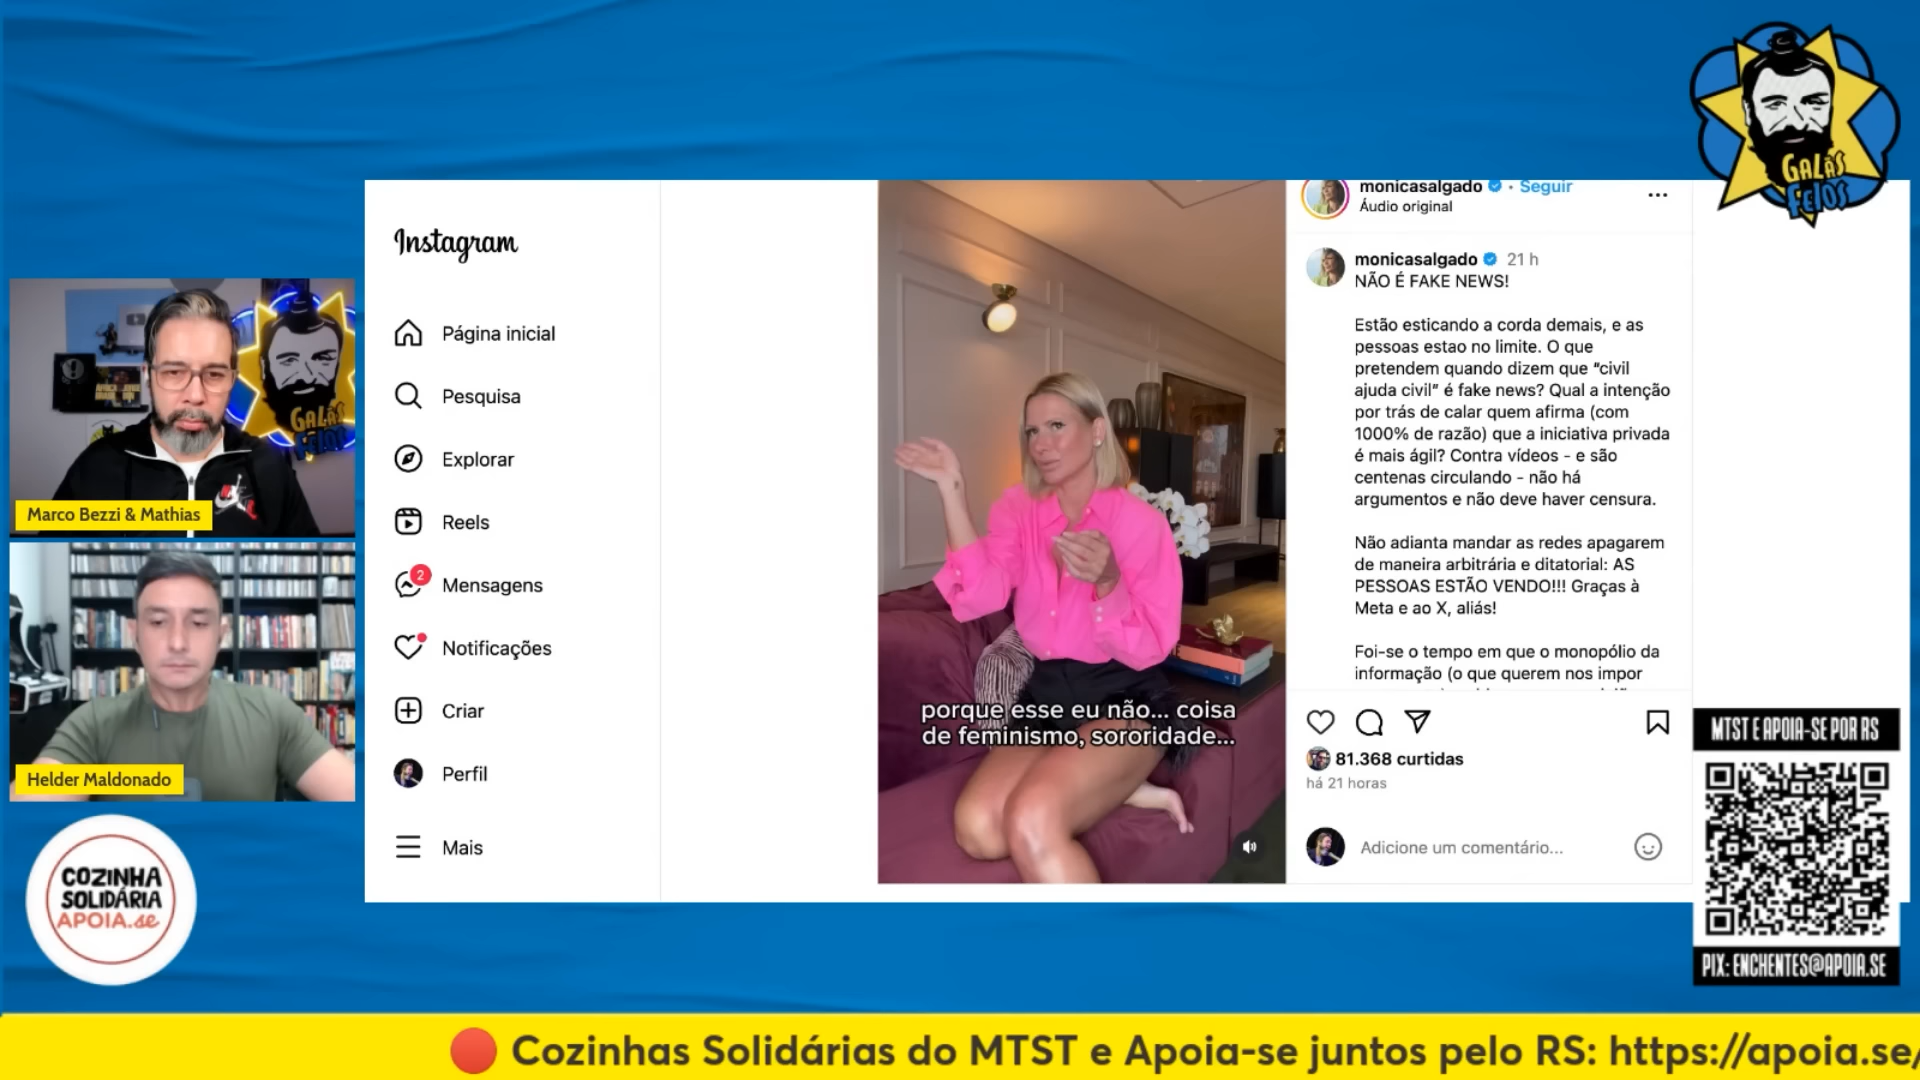 GALÃS
FEIOS
Instagram
Página inicial
Pesquisa
Explorar
Reels
2
Mensagens
Notificações
Criar
Perfil
Mais
monicasalgado • Seguir
Áudio original
monicasalgado 21 h
NÃO É FAKE NEWS!
Estão esticando a corda demais, e as
pessoas estao no limite. O que
pretendem quando dizem que “civil
ajuda civil” é fake news? Qual a intenção
por trás de calar quem afirma (com
1000% de razão) que a iniciativa privada
é mais ágil? Contra vídeos - e são
centenas circulando - não há
argumentos e não deve haver censura.
Não adianta mandar as redes apagarem
de maneira arbitrária e ditatorial: AS
PESSOAS ESTÃO VENDO!!! Graças à
Meta e ao X, aliás!
Foi-se o tempo em que o monopólio da
informação (o que querem nos impor
81.368 curtidas
há 21 horas
Adicione um comentário...
porque esse eu não... coisa
de feminismo, sororidade...
GALÃS
FEIOS
Marco Bezzi & Mathias
Helder Maldonado
COZINHA
SOLIDÁRIA
APOIA.se
MTST E APOIA-SE POR RS
PIX: ENCHENTES@APOIA.SE
Cozinhas Solidárias do MTST e Apoia-se juntos pelo RS: https://apoia.se/